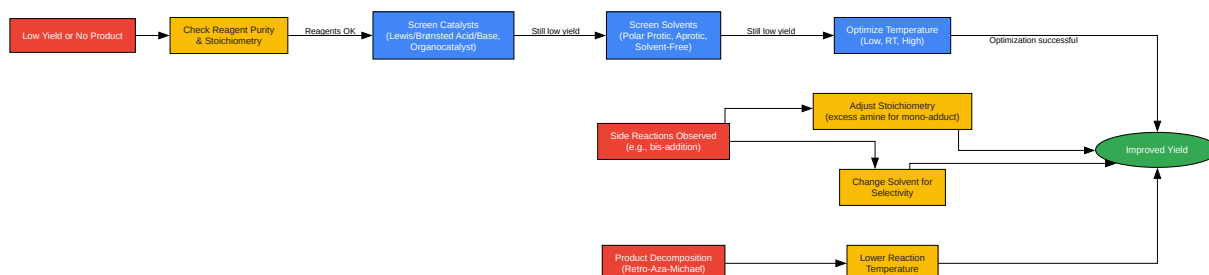 Low Yield or No Product
Check Reagent Purity
& Stoichiometry
Reagents OK
Screen Catalysts
(Lewis/Brønsted Acid/Base,
Organocatalyst)
Still low yield
Screen Solvents
(Polar Protic, Aprotic,
Solvent-Free)
Still low yield
Optimize Temperature
(Low, RT, High)
Optimization successful
Side Reactions Observed
(e.g., bis-addition)
Adjust Stoichiometry
(excess amine for mono-adduct)
Change Solvent for
Selectivity
Improved Yield
Product Decomposition
(Retro-Aza-Michael)
Lower Reaction
Temperature